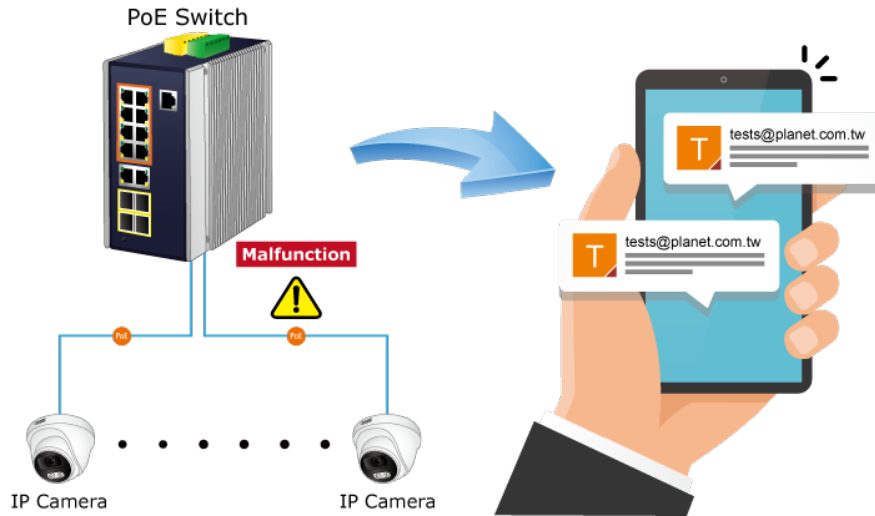 PoE Switch
Malfunction
PoE
PoE
IP Camera
IP Camera
T
tests@planet.com.tw
T
tests@planet.com.tw